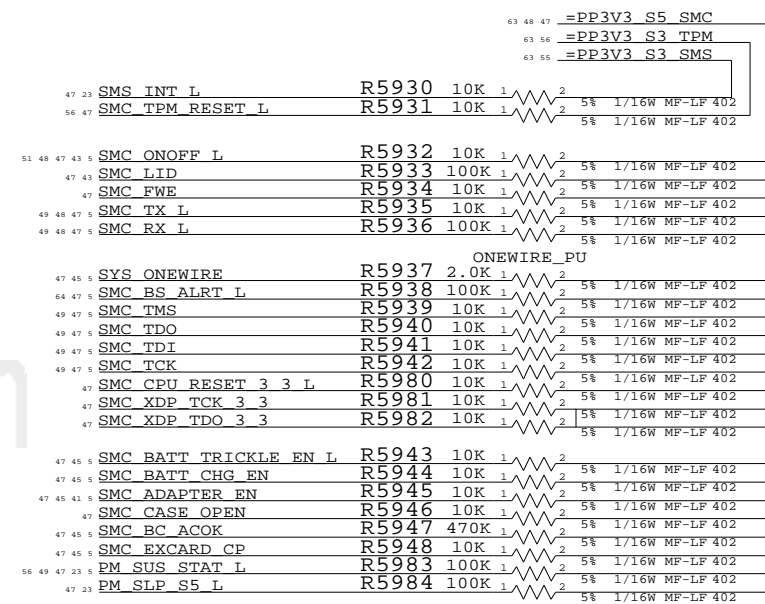 63 48 47 =PP3V3_S5_SMC
63 56 =PP3V3_S3_TPM
63 55 =PP3V3_S3_SMS
47 23 SMS_INT_L R5930 10K 1 2
5% 1/16W MF-LF 402
56 47 SMC_TPM_RESET_L R5931 10K 1 2
5% 1/16W MF-LF 402
51 48 47 43 5 SMC_ONOFF_L R5932 10K 1 2
5% 1/16W MF-LF 402
47 43 SMC_LID R5933 100K 1 2
5% 1/16W MF-LF 402
47 SMC_FWE R5934 10K 1 2
5% 1/16W MF-LF 402
49 48 47 5 SMC_TX_L R5935 10K 1 2
5% 1/16W MF-LF 402
49 48 47 5 SMC_RX_L R5936 100K 1 2
5% 1/16W MF-LF 402
ONEWIRE_PU
47 45 5 SYS_ONEWIRE R5937 2.0K 1 2
5% 1/16W MF-LF 402
64 47 5 SMC_BS_ALRT_L R5938 100K 1 2
5% 1/16W MF-LF 402
49 47 5 SMC_TMS R5939 10K 1 2
5% 1/16W MF-LF 402
49 47 5 SMC_TDO R5940 10K 1 2
5% 1/16W MF-LF 402
49 47 5 SMC_TDI R5941 10K 1 2
5% 1/16W MF-LF 402
49 47 5 SMC_TCK R5942 10K 1 2
5% 1/16W MF-LF 402
47 SMC_CPU_RESET_3_3_L R5980 10K 1 2
5% 1/16W MF-LF 402
47 SMC_XDP_TCK_3_3 R5981 10K 1 2
5% 1/16W MF-LF 402
47 SMC_XDP_TDO_3_3 R5982 10K 1 2
5% 1/16W MF-LF 402
47 45 5 SMC_BATT_TRICKLE_EN_L R5943 10K 1 2
5% 1/16W MF-LF 402
47 45 5 SMC_BATT_CHG_EN R5944 10K 1 2
5% 1/16W MF-LF 402
47 45 41 5 SMC_ADAPTER_EN R5945 10K 1 2
5% 1/16W MF-LF 402
47 SMC_CASE_OPEN R5946 10K 1 2
5% 1/16W MF-LF 402
47 45 5 SMC_BC_ACOK R5947 470K 1 2
5% 1/16W MF-LF 402
47 45 5 SMC_EXCARD_CP R5948 10K 1 2
5% 1/16W MF-LF 402
56 49 47 23 5 PM_SUS_STAT_L R5983 100K 1 2
5% 1/16W MF-LF 402
47 23 PM_SLP_S5_L R5984 100K 1 2
5% 1/16W MF-LF 402